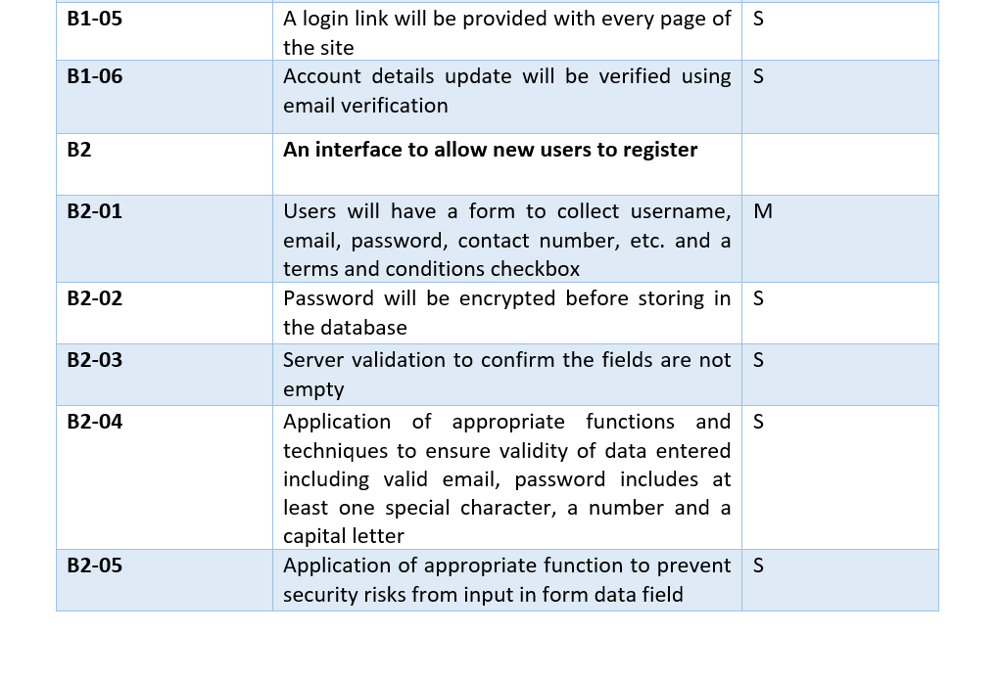 B1-05 A login link will be provided with every page of S
the site
B1-06 Account details update will be verified using S
email verification
B2 An interface to allow new users to register
B2-01 Users will have a form to collect username, M
email, password, contact number, etc. and a
terms and conditions checkbox
B2-02 Password will be encrypted before storing in S
the database
B2-03 Server validation to confirm the fields are not S
empty
B2-04 Application of appropriate functions and S
techniques to ensure validity of data entered
including valid email, password includes at
least one special character, a number and a
capital letter
B2-05 Application of appropriate function to prevent S
security risks from input in form data field